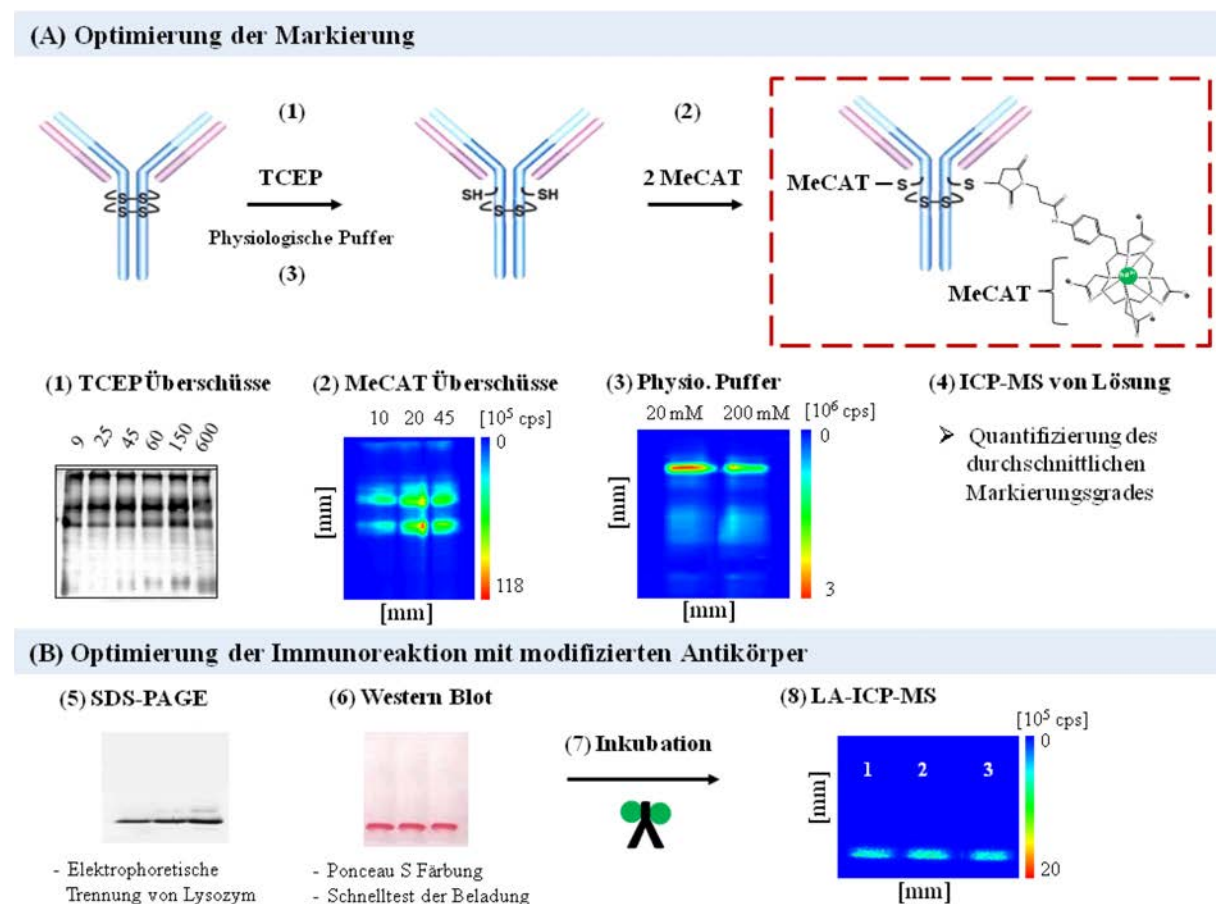 (A) Optimierung der Markierung
(1)
TCEP
Physiologische Puffer
(3)
S S
S S
SH SH
S S
(2)
2 MeCAT
MeCAT S S
S S
MeCAT
(1) TCEP Überschüsse
9 25 45 60 150 600
(2) MeCAT Überschüsse
10 20 45 [10⁵ cps]
0
[mm]
118
[mm]
(3) Physio. Puffer
20 mM 200 mM [10⁶ cps]
0
[mm]
3
[mm]
(4) ICP-MS von Lösung
➢ Quantifizierung des
durchschnittlichen
Markierungsgrades
(B) Optimierung der Immunoreaktion mit modifizierten Antikörper
(5) SDS-PAGE
- Elektrophoretische
Trennung von Lysozym
(6) Western Blot
- Ponceau S Färbung
- Schnelltest der Beladung
(7) Inkubation
(8) LA-ICP-MS
[10⁵ cps]
0
1 2 3
[mm]
20
[mm]